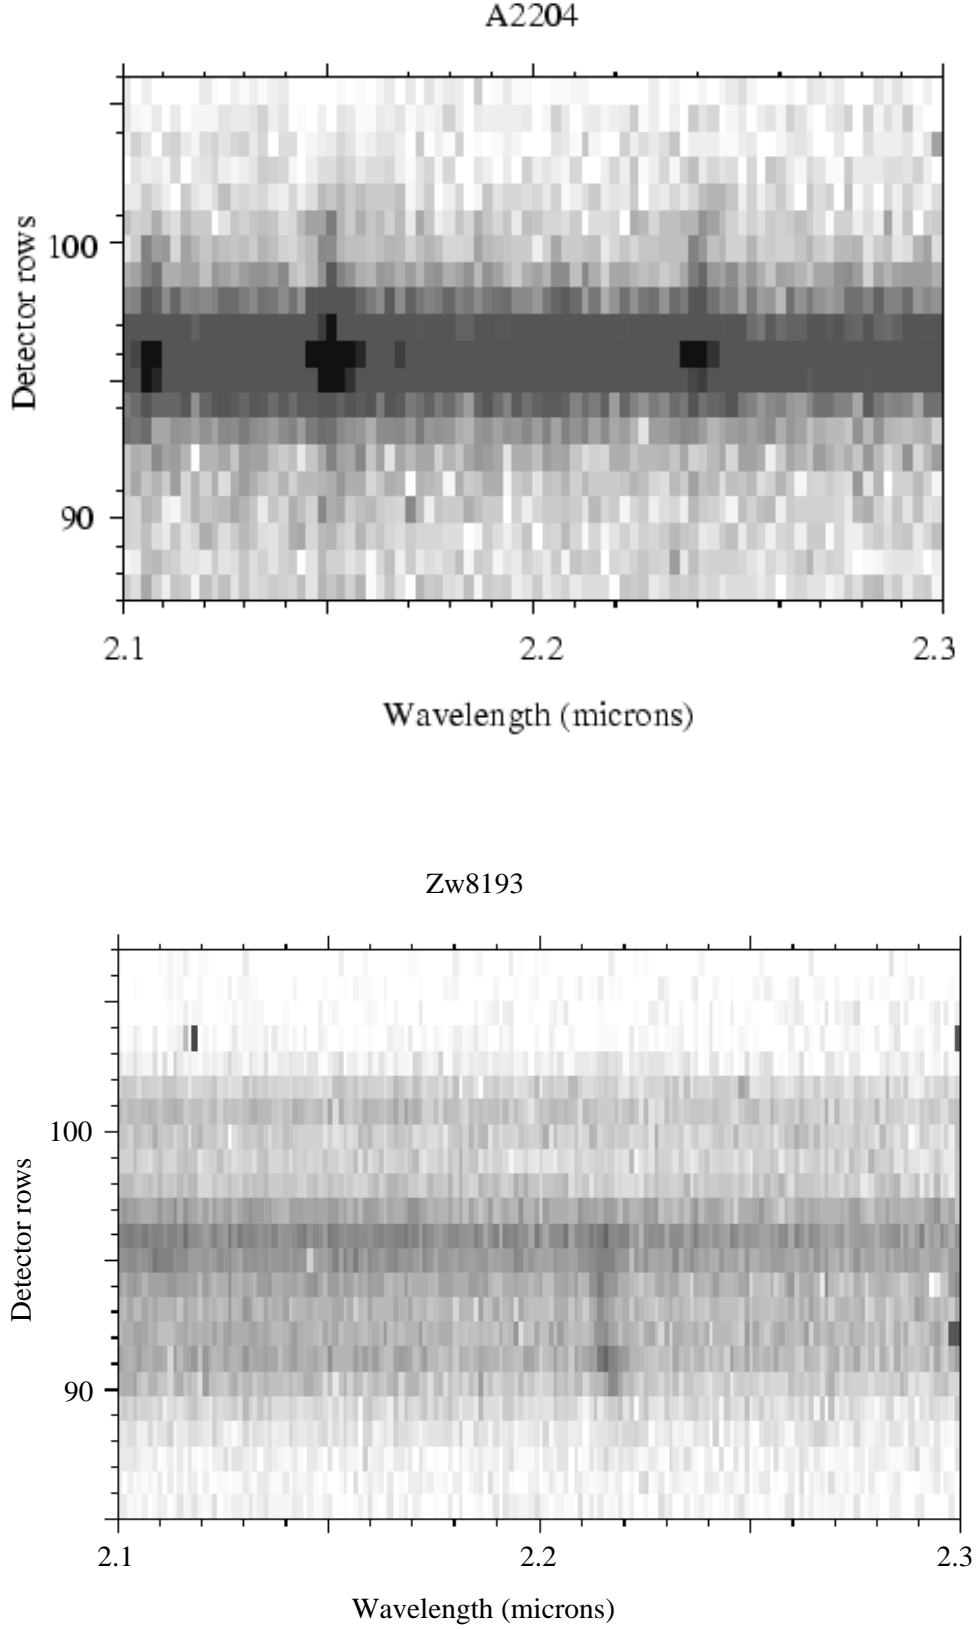 A2204
Detector rows
100
90
2.1 2.2 2.3
Wavelength (microns)
Zw8193
Detector rows
100
90
2.1 2.2 2.3
Wavelength (microns)